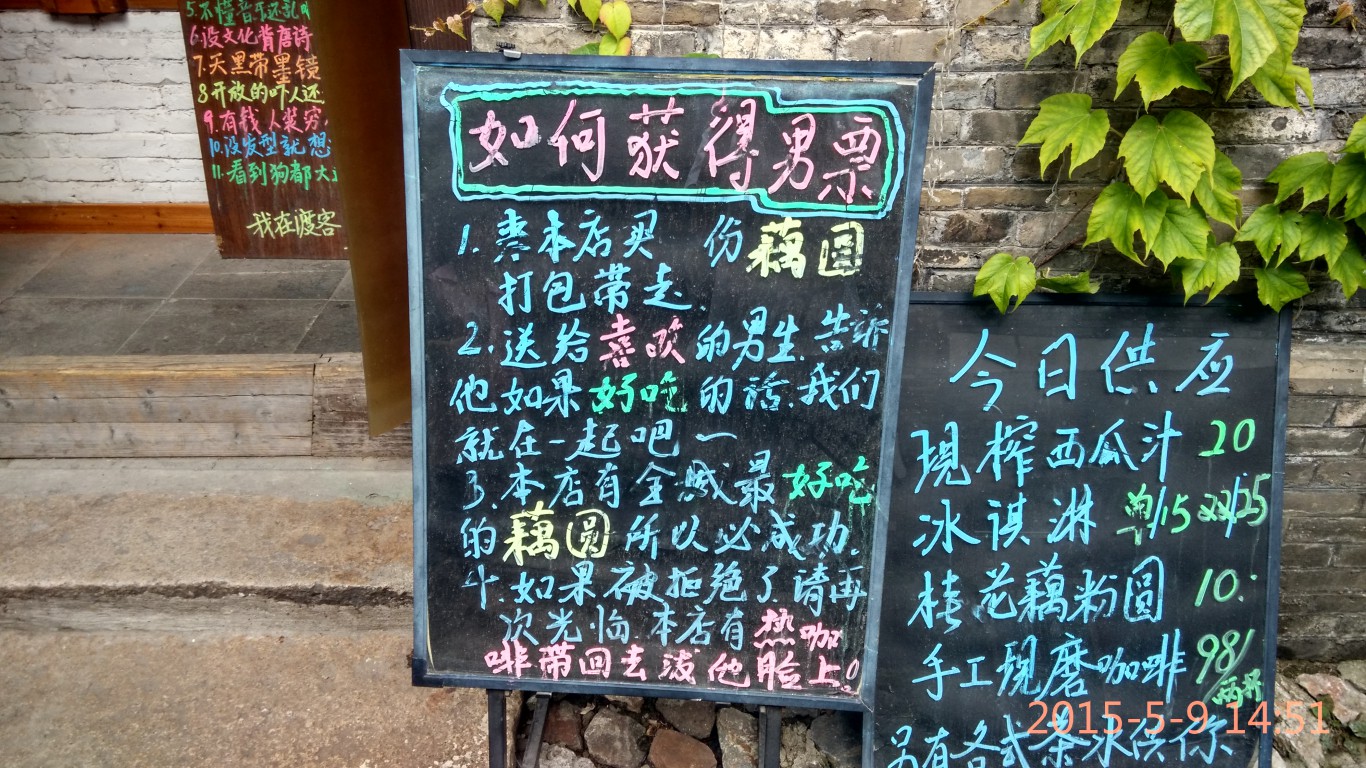 5.不懂音乐还乱
6.没文化背唐诗
7.天黑带墨镜
8开放的吓人还
9.有钱人装穷
10.没发型就想
11.看到狗都大
我在渡客
如何获得男票
1.来本店买 份藕圆
打包带走.
2.送给喜欢的男生.告诉
他如果好吃的话.我们
就在一起吧一
3.本店有全城最好吃
的藕圆所以必成功.
4.如果被拒绝了.请再
次光临.本店有热咖
啡带回去泼他脸上。
今日供应
現榨西瓜汁 20
冰淇淋 单/15 双/25
桂花藕粉圆 10.
手工现磨咖啡 98/
两杯
另有各式茶水供你
2015-5-9 14:51